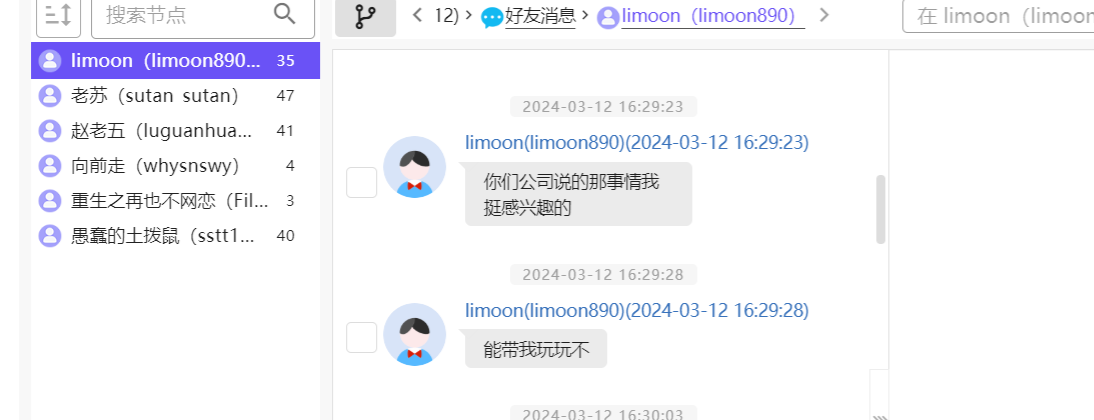 搜索节点
12) 好友消息 limoon（limoon890）
在 limoon（limoon
limoon（limoon890... 35
老苏（sutan sutan） 47
赵老五（luguanhua... 41
向前走（whysnswy） 4
重生之再也不网恋（Fil... 3
愚蠢的土拨鼠（sstt1... 40
2024-03-12 16:29:23
limoon(limoon890)(2024-03-12 16:29:23)
你们公司说的那事情我
挺感兴趣的
2024-03-12 16:29:28
limoon(limoon890)(2024-03-12 16:29:28)
能带我玩玩不
2024-03-12 16:30:03